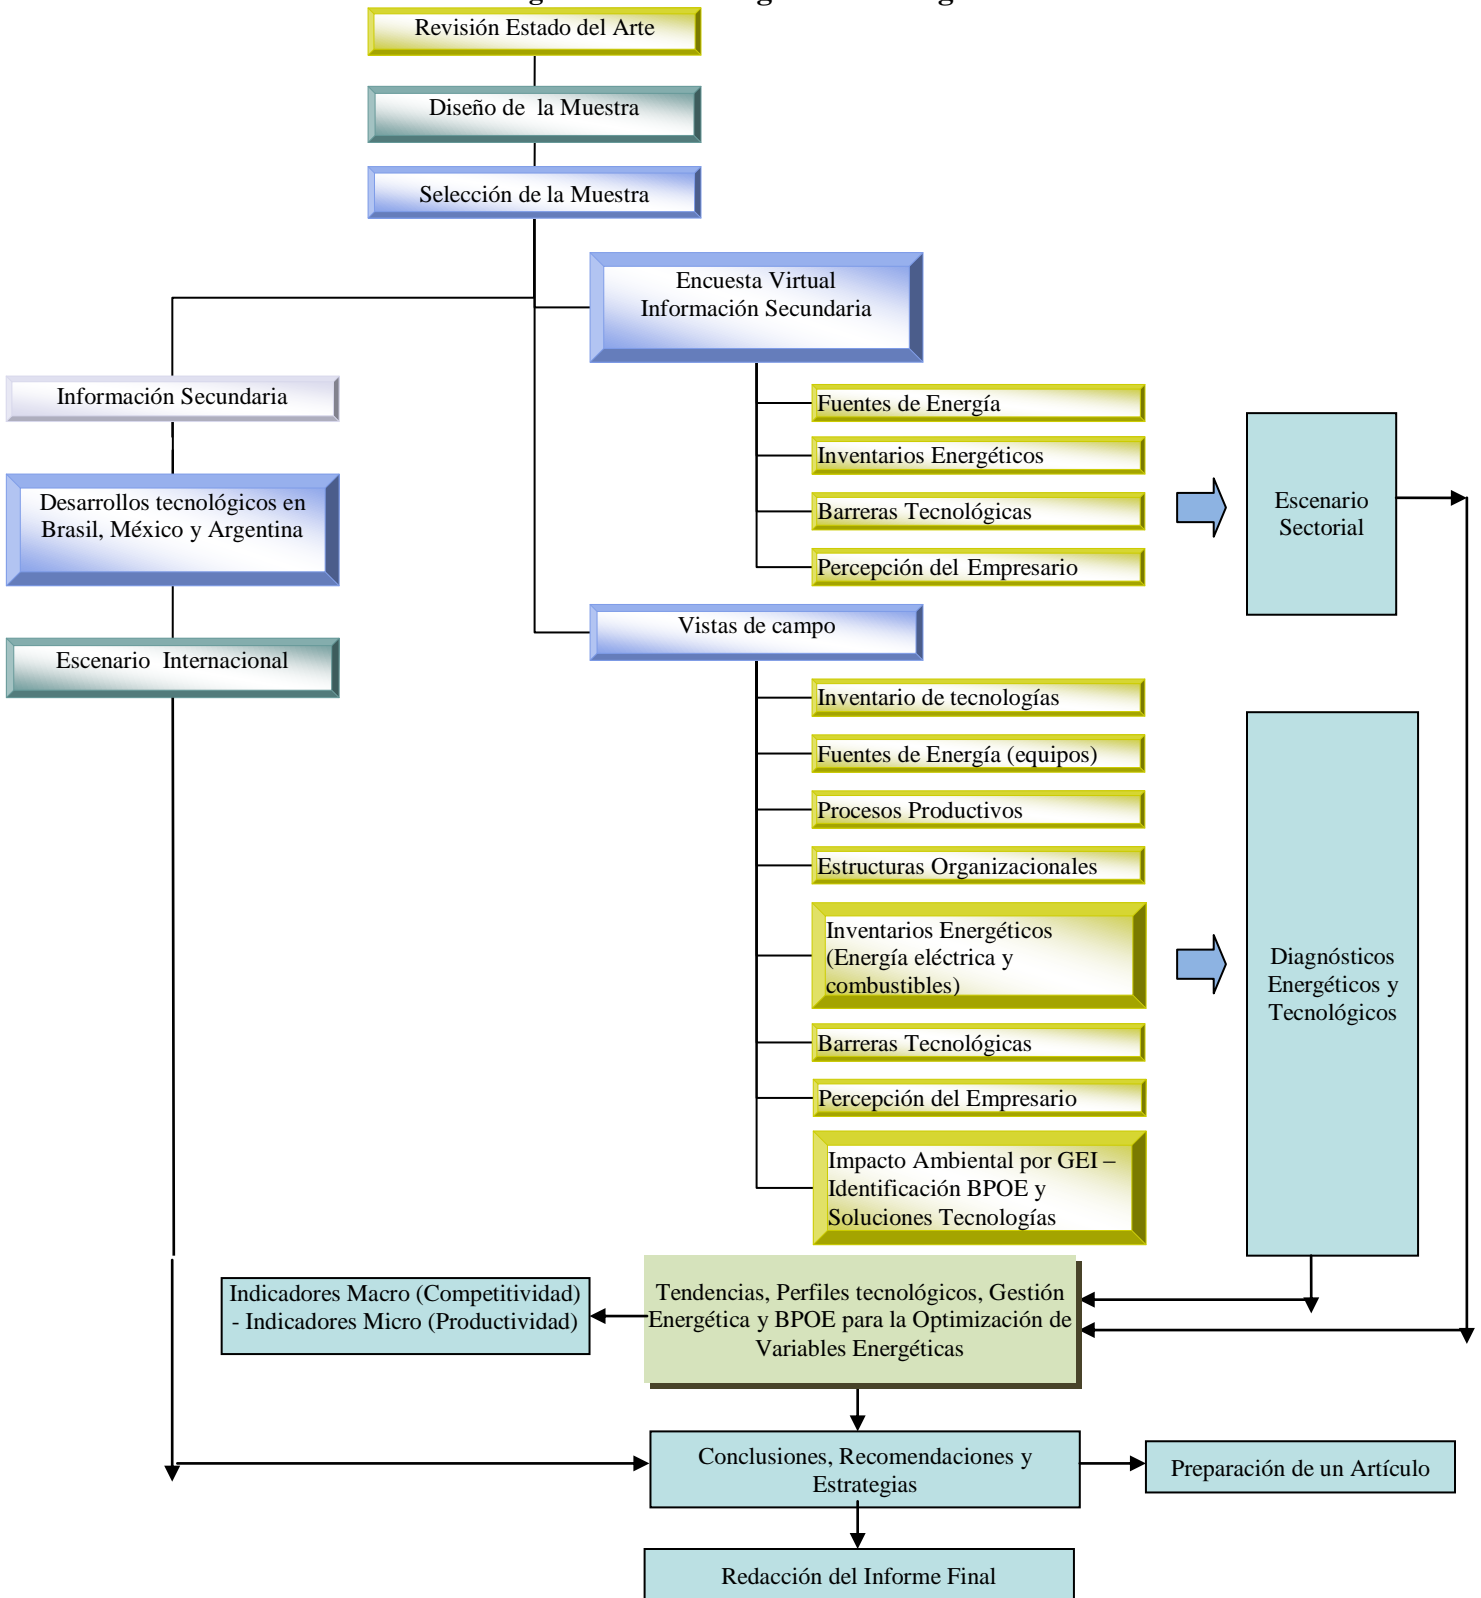 Revisión Estado del Arte
Diseño de la Muestra
Selección de la Muestra
Encuesta Virtual
Información Secundaria
Información Secundaria
Desarrollos tecnológicos en
Brasil, México y Argentina
Escenario Internacional
Fuentes de Energía
Inventarios Energéticos
Barreras Tecnológicas
Percepción del Empresario
Escenario
Sectorial
Vistas de campo
Inventario de tecnologías
Fuentes de Energía (equipos)
Procesos Productivos
Estructuras Organizacionales
Inventarios Energéticos
(Energía eléctrica y
combustibles)
Barreras Tecnológicas
Percepción del Empresario
Impacto Ambiental por GEI –
Identificación BPOE y
Soluciones Tecnologías
Diagnósticos
Energéticos y
Tecnológicos
Indicadores Macro (Competitividad)
- Indicadores Micro (Productividad)
Tendencias, Perfiles tecnológicos, Gestión
Energética y BPOE para la Optimización de
Variables Energéticas
Conclusiones, Recomendaciones y
Estrategias
Preparación de un Artículo
Redacción del Informe Final